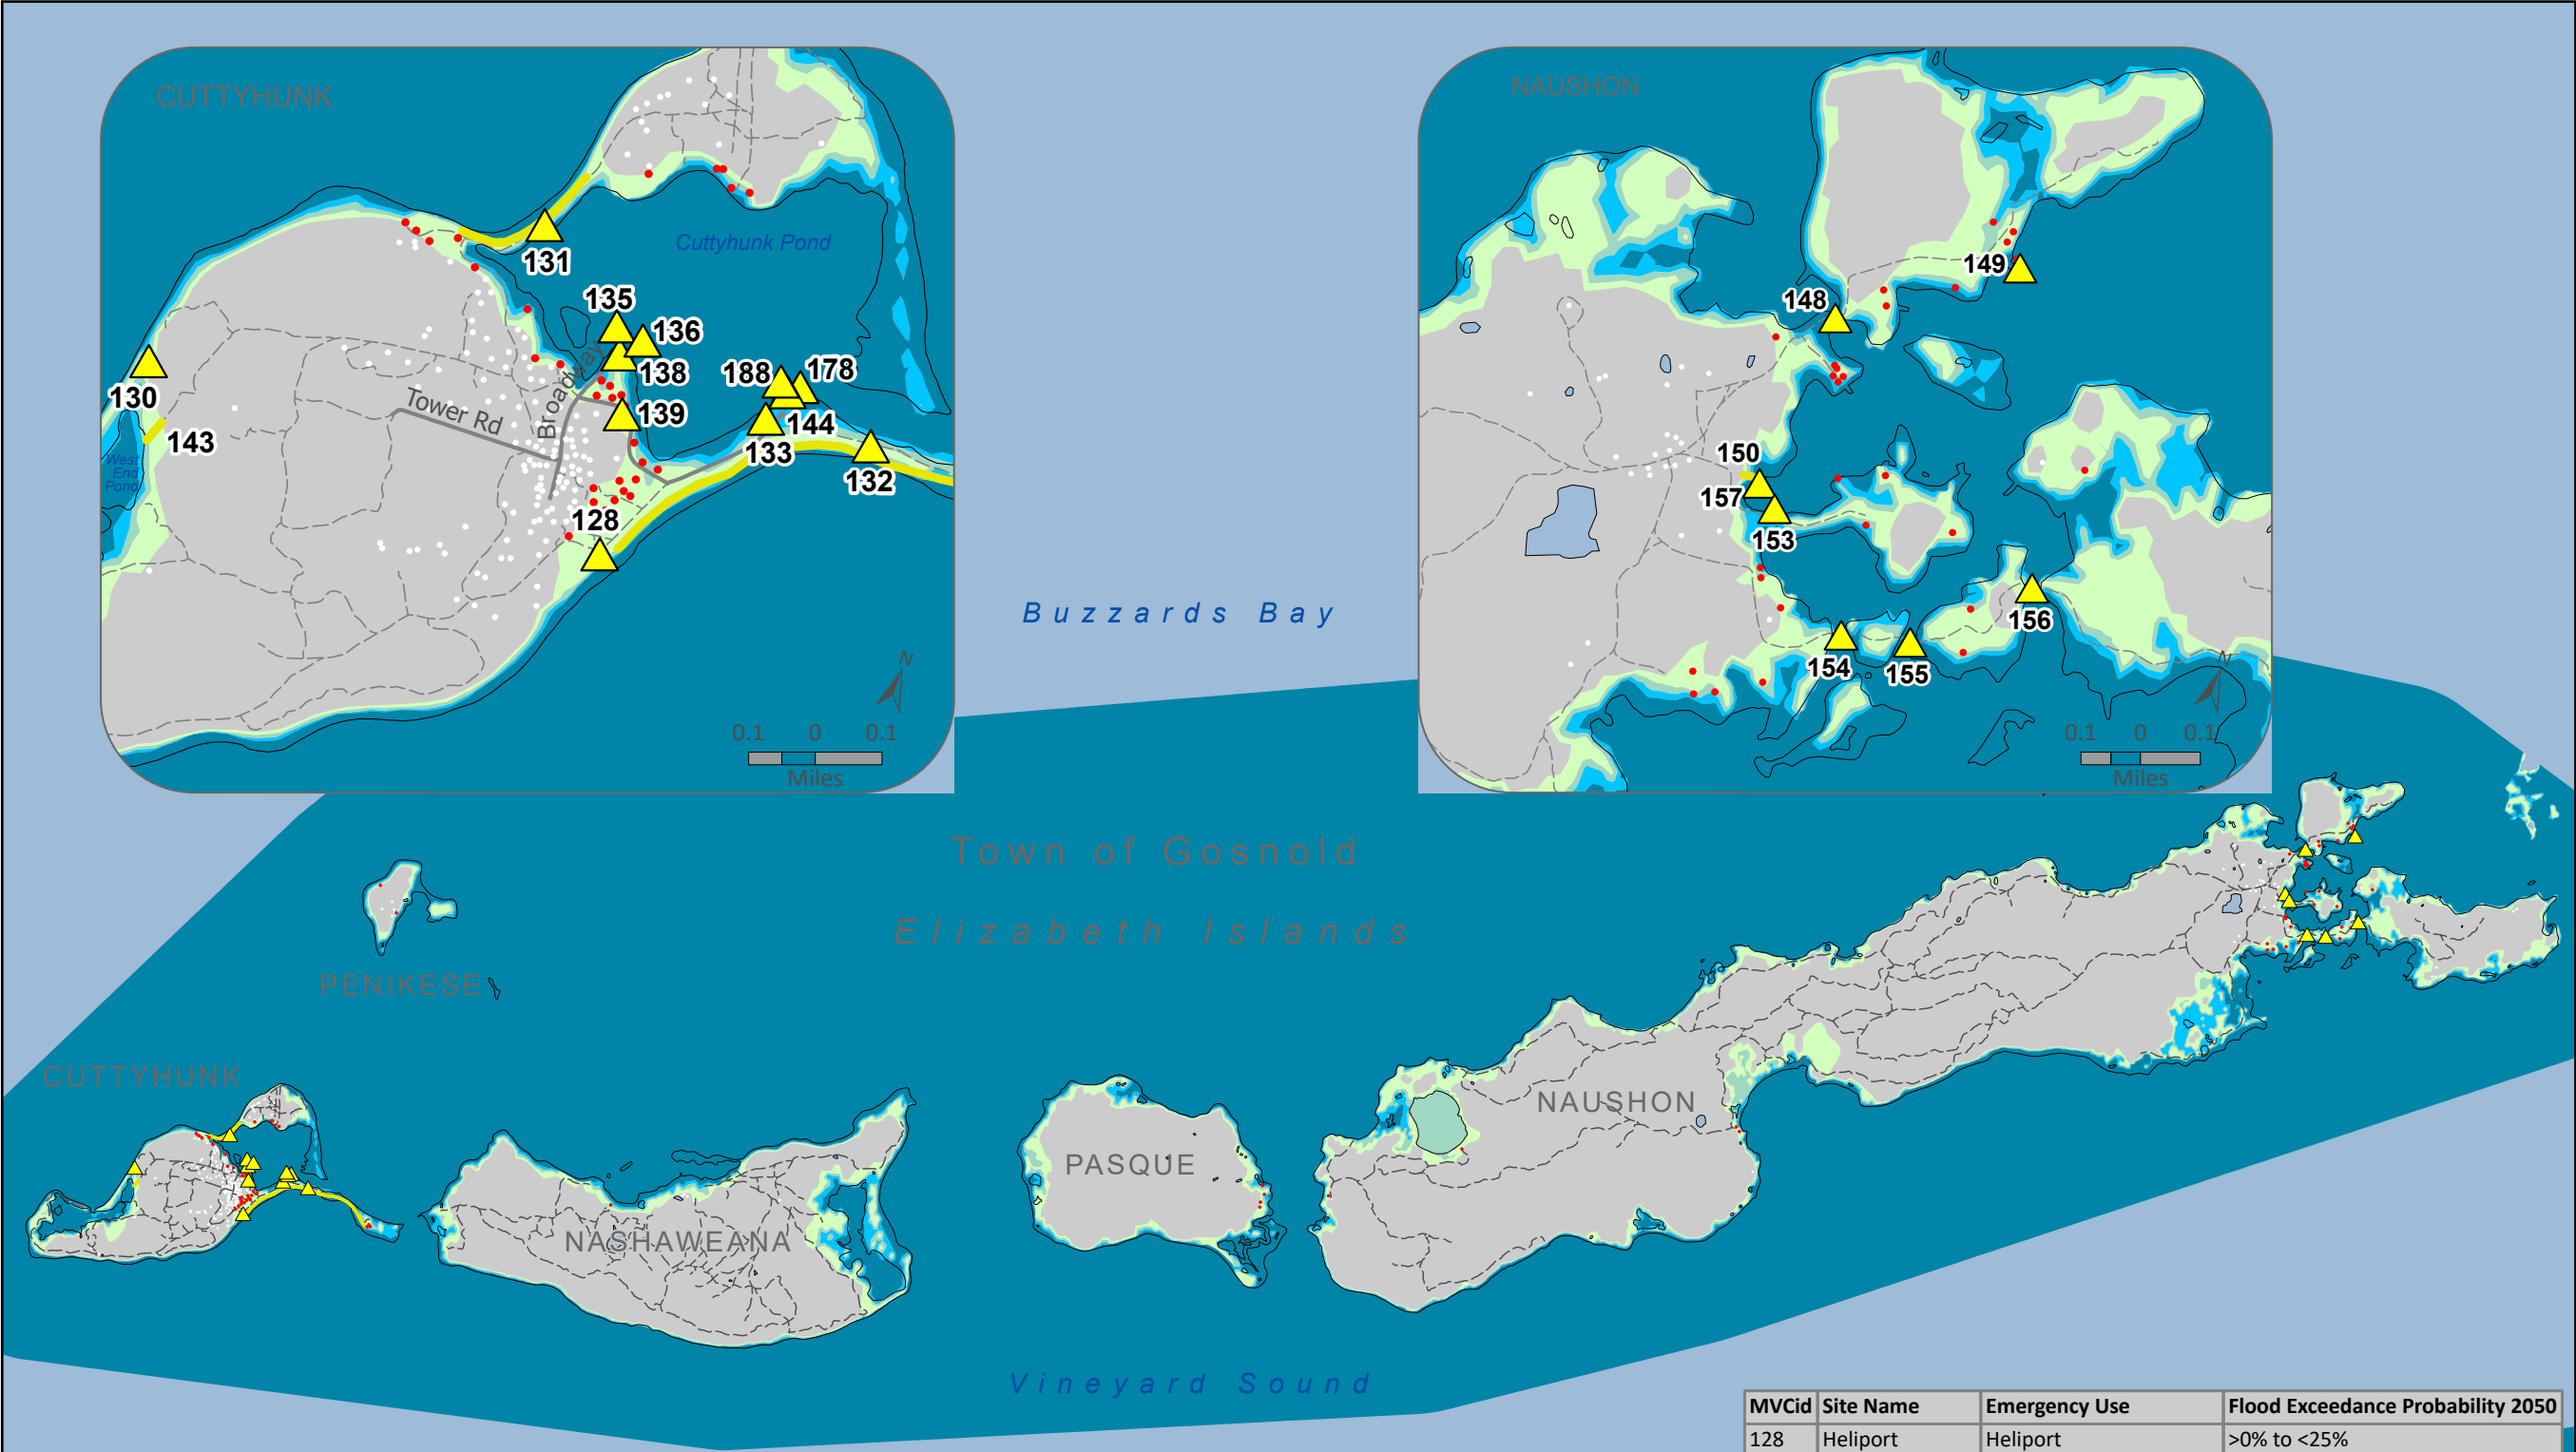 CUTTYHUNK
Cuttyhunk Pond
131
135
136
138
188
178
139
144
133
132
130
143
128
Tower Rd
Broadway
West
End
Pond
N
0.1 0 0.1
Miles
NAUSHON
149
148
150
157
153
156
154
155
N
0.1 0 0.1
Miles
Buzzards Bay
Town of Gosnold
Elizabeth Islands
PENIKESE
CUTTYHUNK
NASHAWEANA
PASQUE
NAUSHON
Vineyard Sound
MVCid Site Name Emergency Use Flood Exceedance Probability 2050
128 Heliport Heliport >0% to <25%